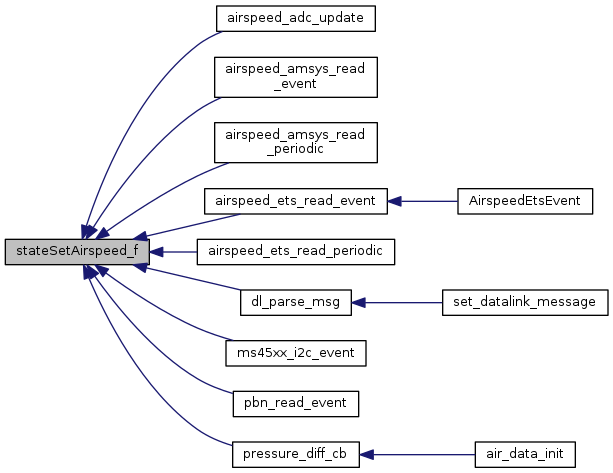 airspeed_adc_update
airspeed_amsys_read
_event
airspeed_amsys_read
_periodic
airspeed_ets_read_event
AirspeedEtsEvent
stateSetAirspeed_f
airspeed_ets_read_periodic
dl_parse_msg
set_datalink_message
ms45xx_i2c_event
pbn_read_event
pressure_diff_cb
air_data_init